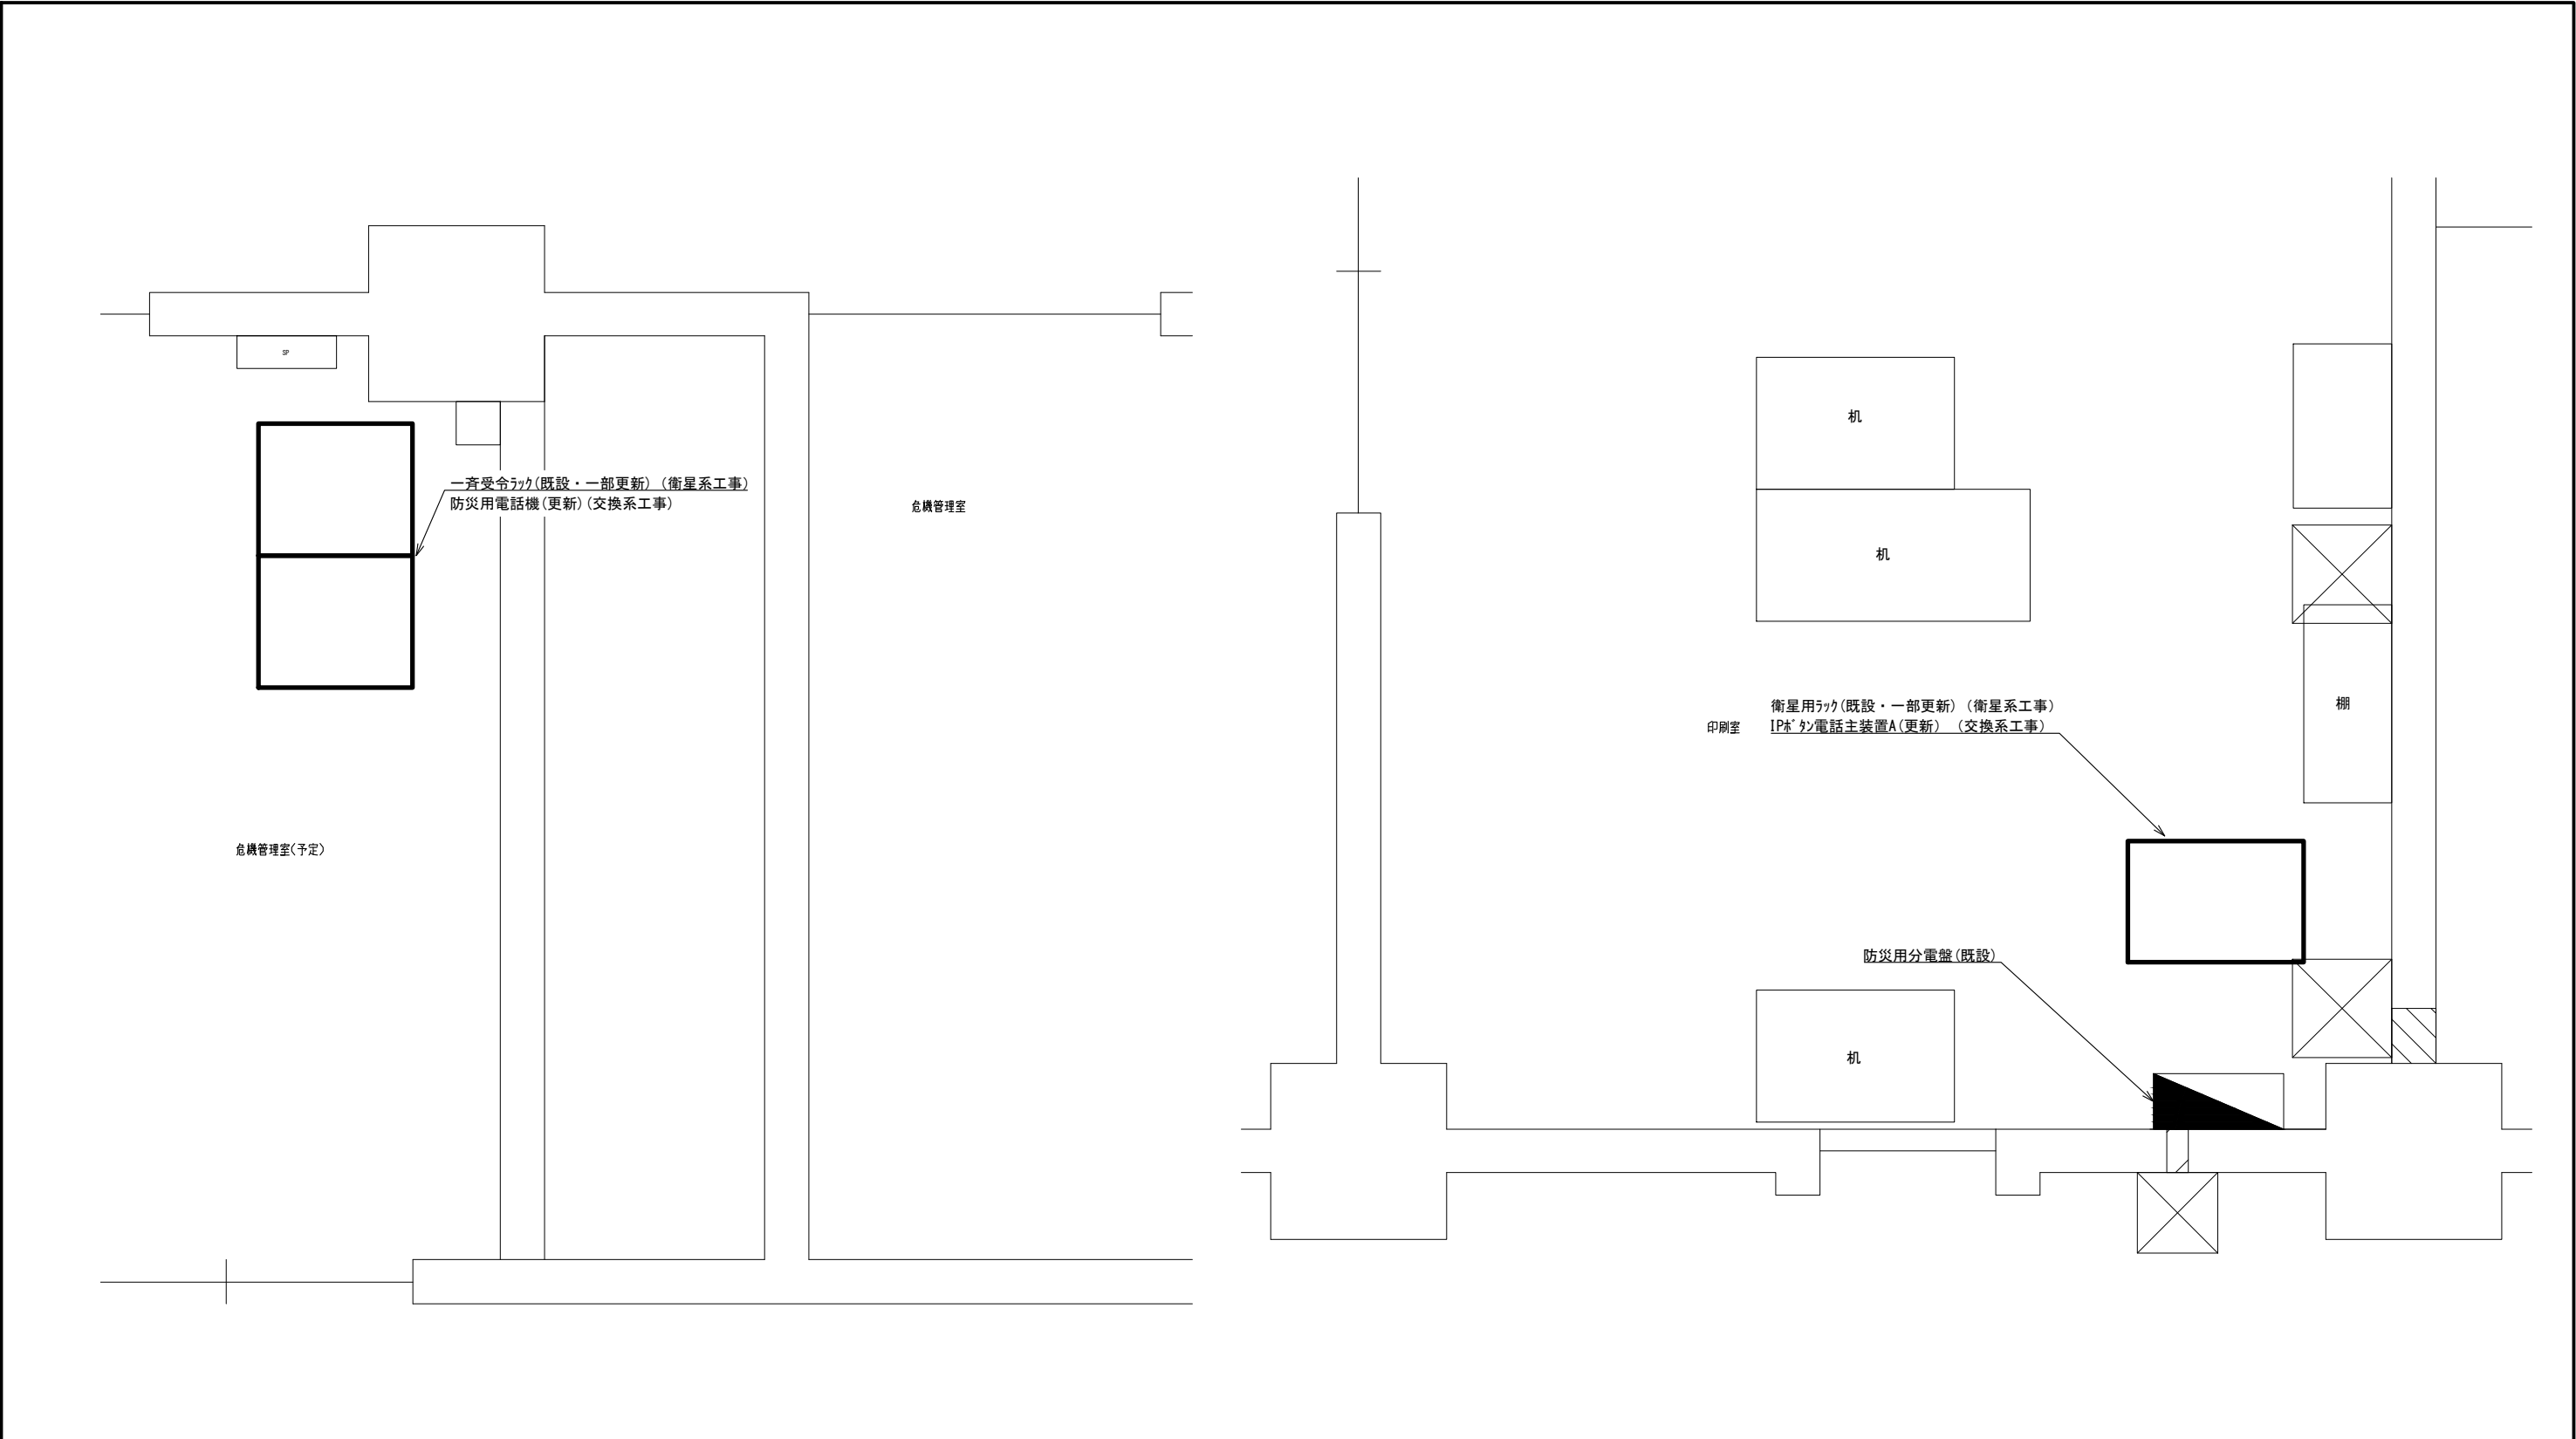 SP
一斉受令ﾗｯｸ(既設・一部更新)（衛星系工事）
防災用電話機(更新)(交換系工事)
危機管理室
危機管理室(予定)
机
机
棚
衛星用ﾗｯｸ(既設・一部更新)（衛星系工事）
印刷室
IPﾎﾞﾀﾝ電話主装置A(更新)（交換系工事）
防災用分電盤(既設)
机